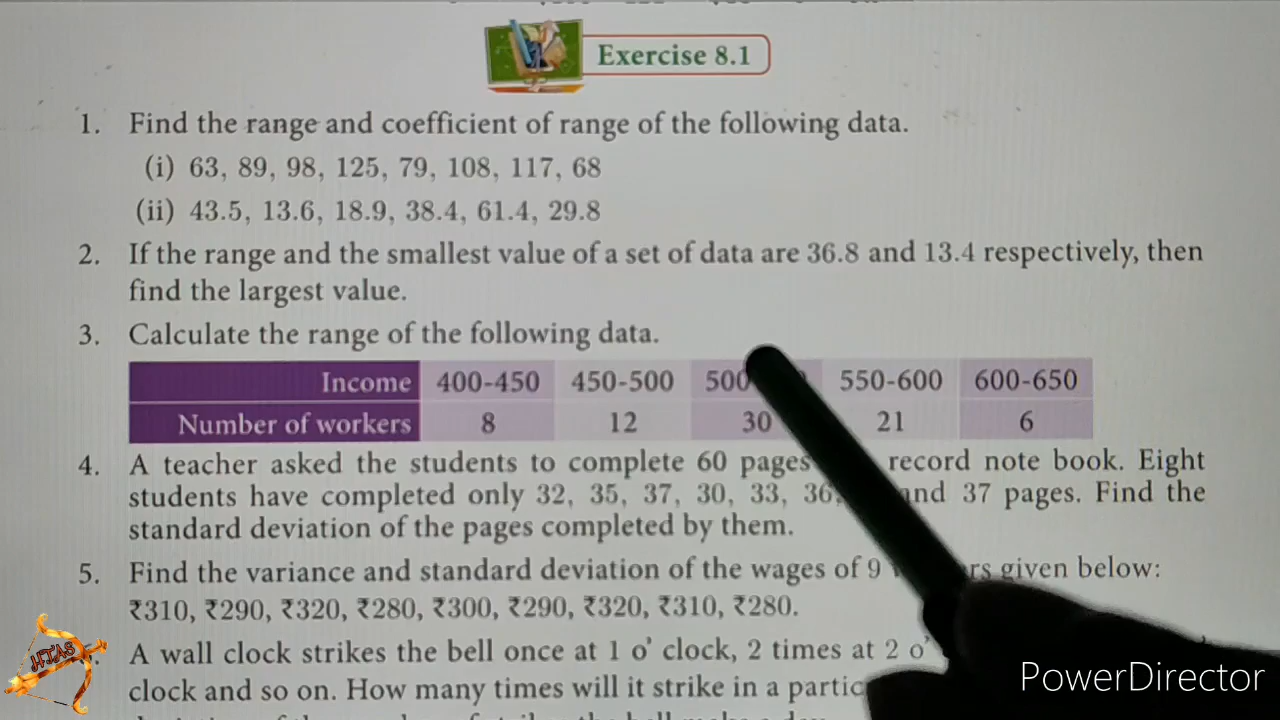 Exercise 8.1
1. Find the range and coefficient of range of the following data.
(i) 63, 89, 98, 125, 79, 108, 117, 68
(ii) 43.5, 13.6, 18.9, 38.4, 61.4, 29.8
2. If the range and the smallest value of a set of data are 36.8 and 13.4 respectively, then
find the largest value.
3. Calculate the range of the following data.
Income 400-450 450-500 500 550-600 600-650
Number of workers 8 12 30 21 6
4. A teacher asked the students to complete 60 pages record note book. Eight
students have completed only 32, 35, 37, 30, 33, 36, and 37 pages. Find the
standard deviation of the pages completed by them.
5. Find the variance and standard deviation of the wages of 9 given below:
₹310, ₹290, ₹320, ₹280, ₹300, ₹290, ₹320, ₹310, ₹280.
A wall clock strikes the bell once at 1 o' clock, 2 times at 2 o'
clock and so on. How many times will it strike in a
HTAS
PowerDirector